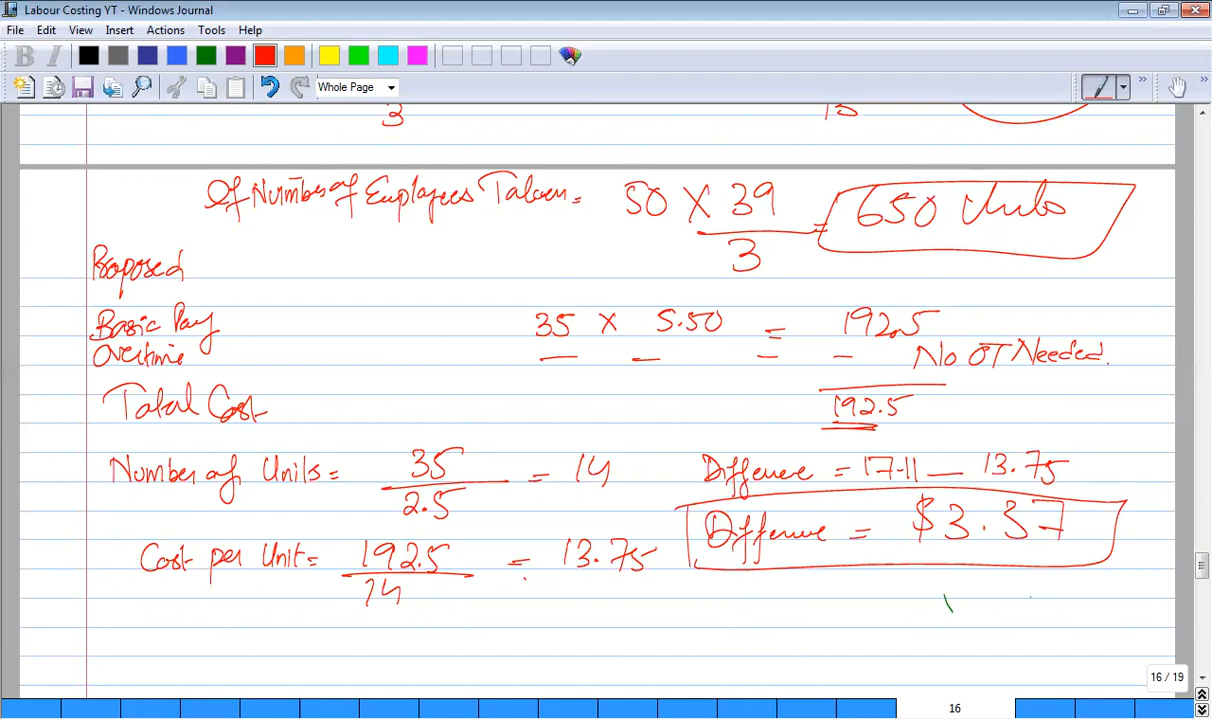 Labour Costing YT - Windows Journal
File Edit View Insert Actions Tools Help
B I
Whole Page
3 10
If Number of Employees Taken = 50 X 39 / 3 = 650 Units
Proposed
Basic Pay 35 X 5.50 = 192.5
Overtime — — = — No OT Needed.
Total Cost 192.5
Number of Units = 35 / 2.5 = 14 Difference = 17.11 — 13.75
Difference = $3.37
Cost per Unit = 192.5 / 14 = 13.75
16 / 19
16